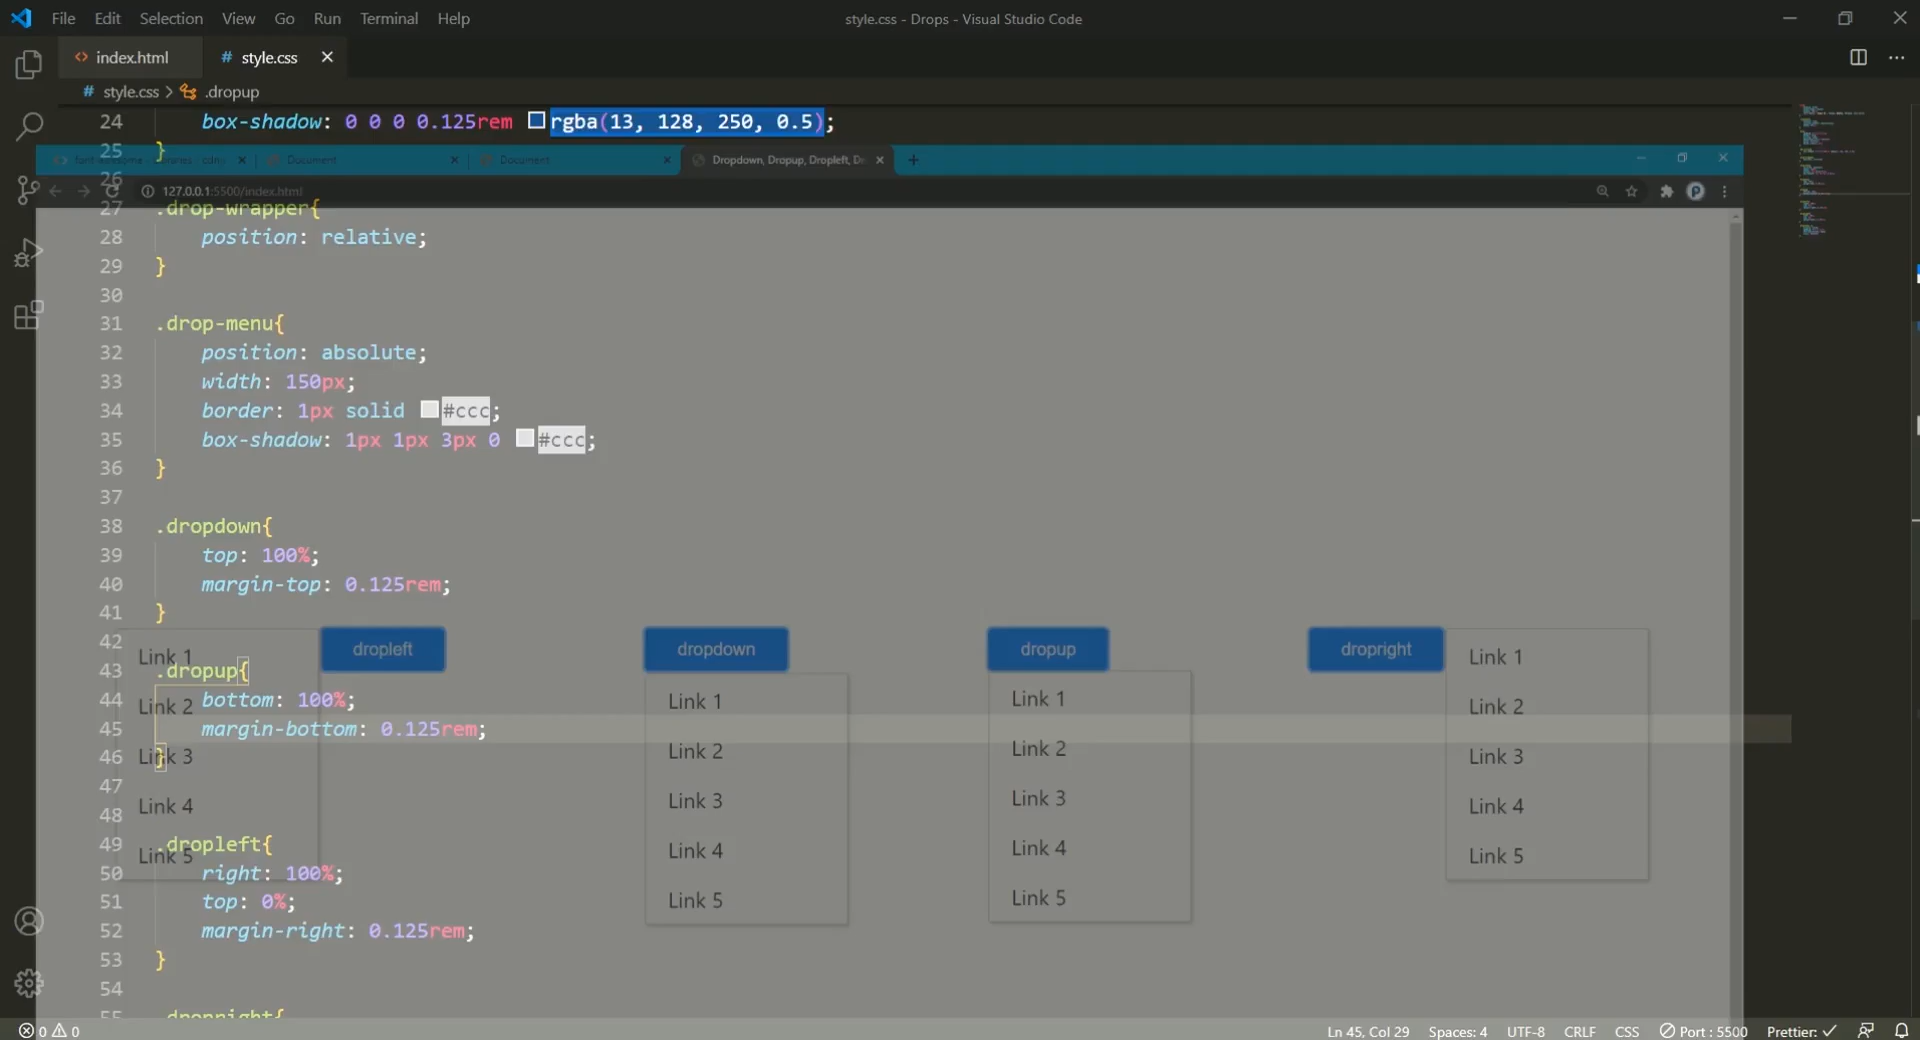 File Edit Selection View Go Run Terminal Help
style.css - Drops - Visual Studio Code
<> index.html # style.css ×
# style.css > .dropup
24 box-shadow: 0 0 0 0.125rem rgba(13, 128, 250, 0.5);
25 }
Document
Document
Dropdown, Dropup, Dropleft, Dr
26
127.0.0.1:5500/index.html
27 .drop-wrapper{
28 position: relative;
29 }
30
31 .drop-menu{
32 position: absolute;
33 width: 150px;
34 border: 1px solid #ccc;
35 box-shadow: 1px 1px 3px 0 #ccc;
36 }
37
38 .dropdown{
39 top: 100%;
40 margin-top: 0.125rem;
41 }
42
43 .dropup{
44 bottom: 100%;
45 margin-bottom: 0.125rem;
46 }
47
48
49 .dropleft{
50 right: 100%;
51 top: 0%;
52 margin-right: 0.125rem;
53 }
54
55 .dropright{
dropleft
Link 1
Link 2
Link 3
Link 4
Link 5
dropdown
Link 1
Link 2
Link 3
Link 4
Link 5
dropup
Link 1
Link 2
Link 3
Link 4
Link 5
dropright
Link 1
Link 2
Link 3
Link 4
Link 5
0 0
Ln 45, Col 29 Spaces: 4 UTF-8 CRLF CSS Port : 5500 Prettier: ✓